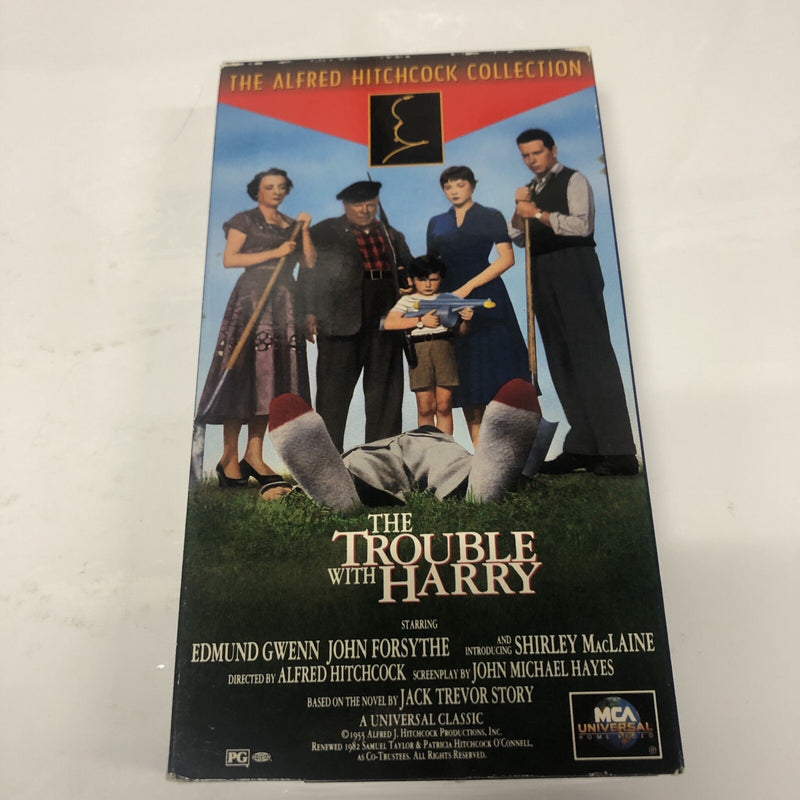 THE ALFRED HITCHCOCK COLLECTION
THE
TROUBLE
WITH HARRY
STARRING
EDMUND GWENN JOHN FORSYTHE AND INTRODUCING SHIRLEY MACLAINE
DIRECTED BY ALFRED HITCHCOCK SCREENPLAY BY JOHN MICHAEL HAYES
BASED ON THE NOVEL BY JACK TREVOR STORY
A UNIVERSAL CLASSIC
©1955 ALFRED J. HITCHCOCK PRODUCTIONS, INC.
RENEWED 1982 SAMUEL TAYLOR & PATRICIA HITCHCOCK O'CONNELL,
AS CO-TRUSTEES. ALL RIGHTS RESERVED.
PG
MCA
UNIVERSAL
HOME VIDEO
®